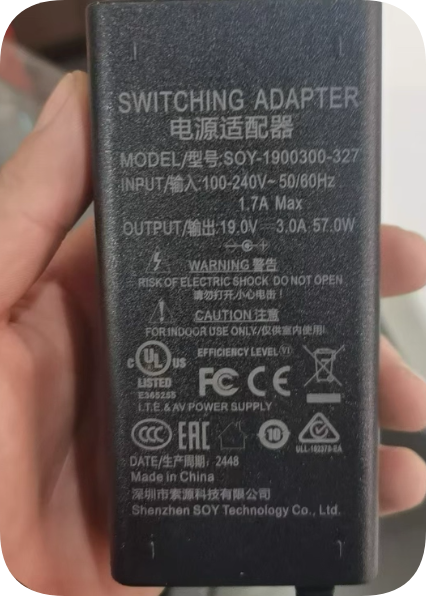 SWITCHING ADAPTER
电源适配器
MODEL/型号:SOY-1900300-327
INPUT/输入:100-240V~ 50/60Hz
1.7A Max
OUTPUT/输出:19.0V⎓3.0A 57.0W
WARNING 警告
RISK OF ELECTRIC SHOCK DO NOT OPEN
请勿打开,小心电击!
CAUTION 注意
FOR INDOOR USE ONLY/仅供室内使用!
EFFICIENCY LEVEL VI
C UL US
LISTED
E365255
FC CE
I.T.E & AV POWER SUPPLY
CCC EAC 10
DATE/生产周期: 2448
Made in China
深圳市索源科技有限公司
Shenzhen SOY Technology Co., Ltd.